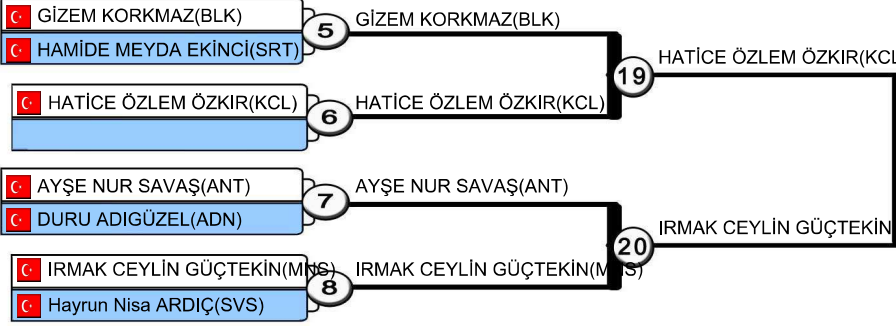 GİZEM KORKMAZ(BLK)
HAMİDE MEYDA EKİNCİ(SRT)
5
GİZEM KORKMAZ(BLK)
HATİCE ÖZLEM ÖZKIR(KCL)
6
HATİCE ÖZLEM ÖZKIR(KCL)
19
HATİCE ÖZLEM ÖZKIR(KCL
AYŞE NUR SAVAŞ(ANT)
DURU ADIGÜZEL(ADN)
7
AYŞE NUR SAVAŞ(ANT)
IRMAK CEYLİN GÜÇTEKİN(MNS)
Hayrun Nisa ARDIÇ(SVS)
8
IRMAK CEYLİN GÜÇTEKİN(MNS)
20
IRMAK CEYLİN GÜÇTEKİN